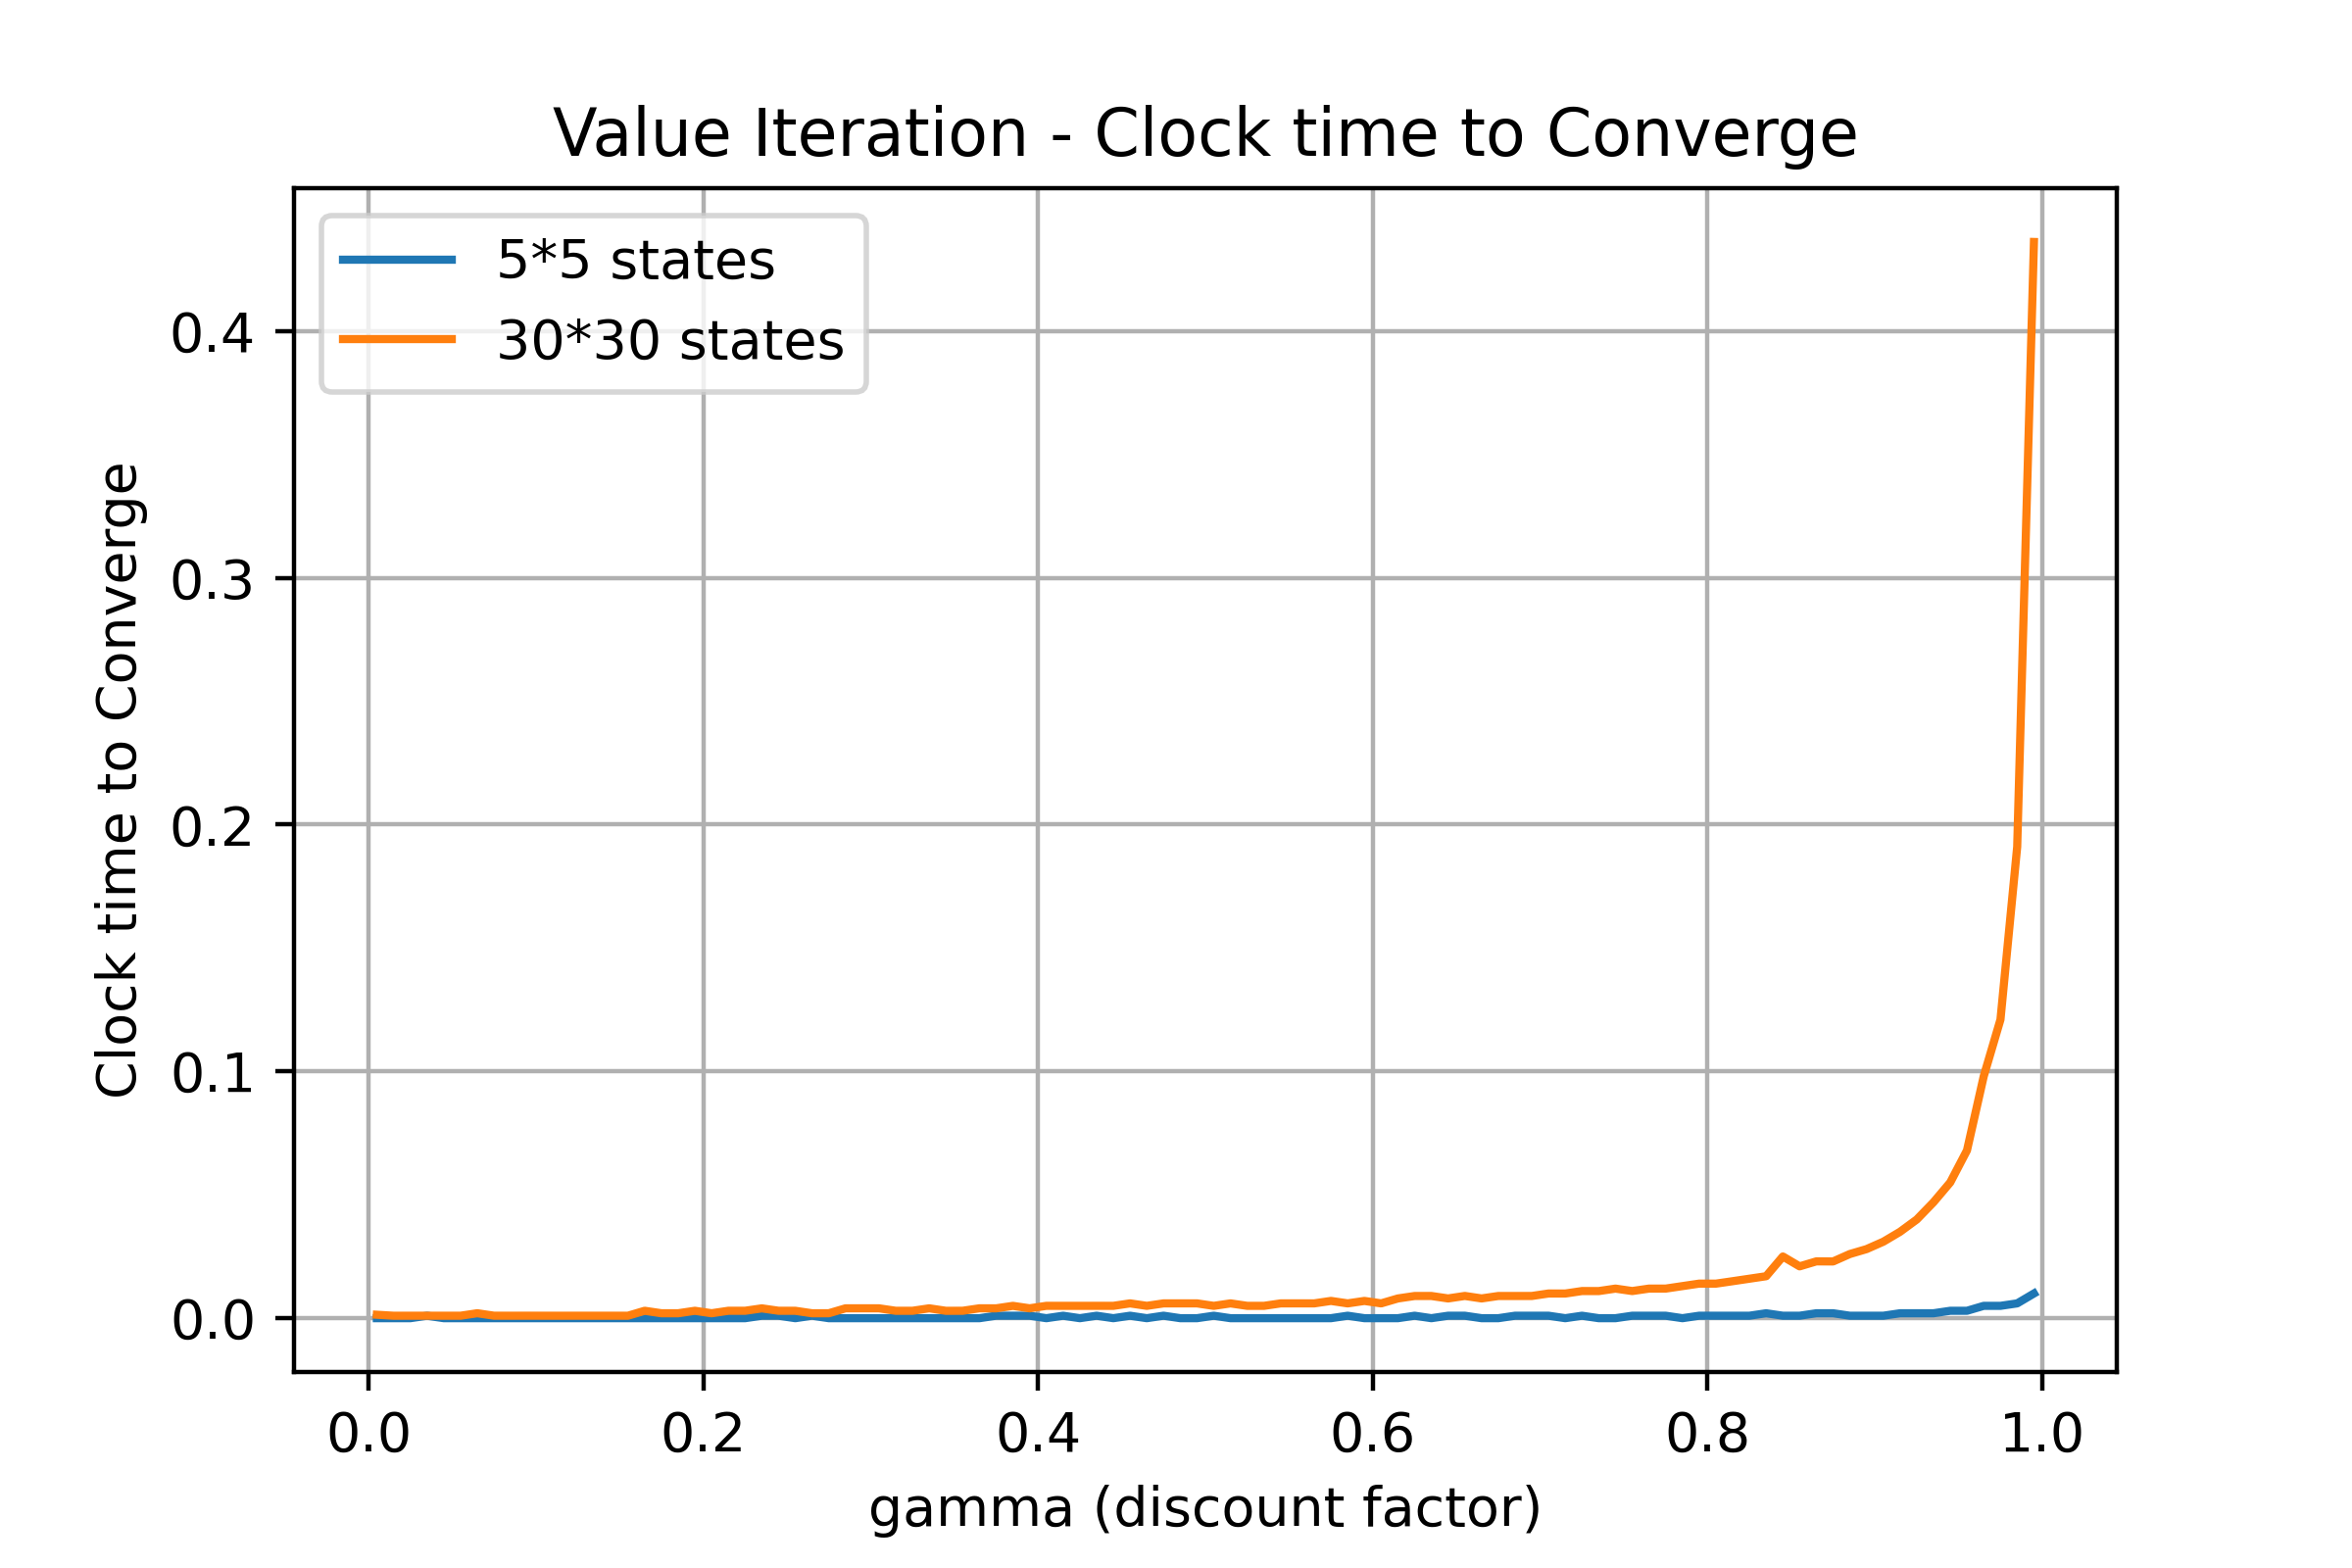 Value Iteration - Clock time to Converge
5*5 states
30*30 states
Clock time to Converge
0.4
0.3
0.2
0.1
0.0
0.0 0.2 0.4 0.6 0.8 1.0
gamma (discount factor)